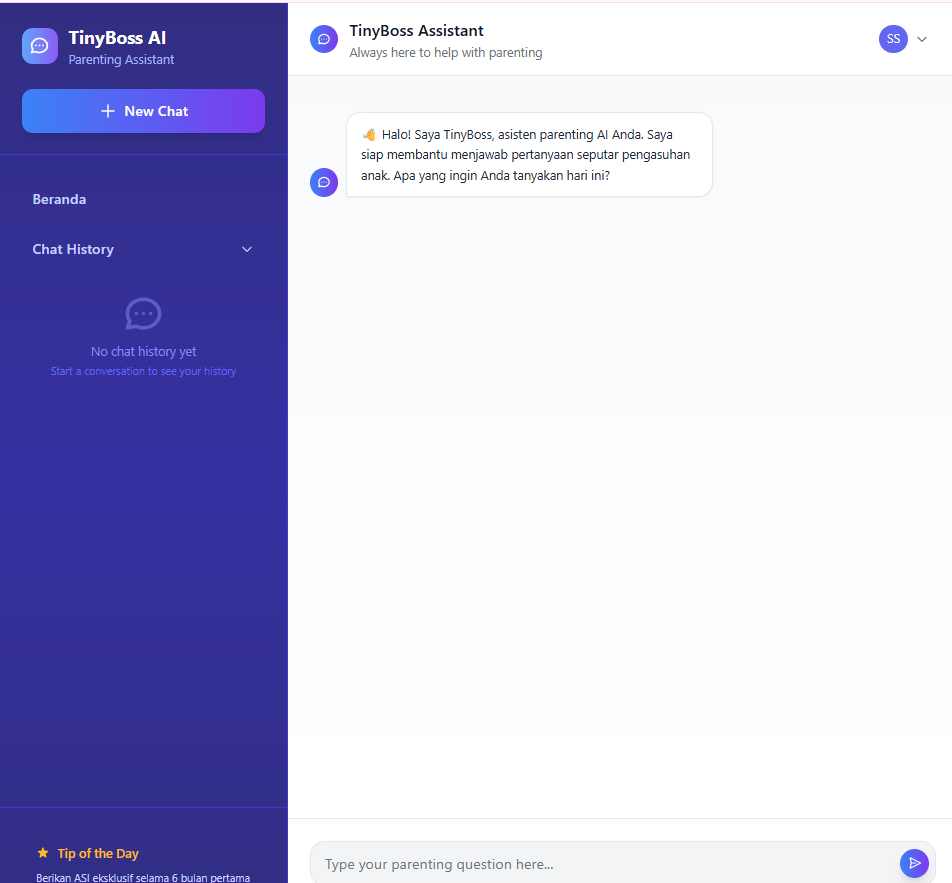 TinyBoss AI
Parenting Assistant
New Chat
Beranda
Chat History
No chat history yet
Start a conversation to see your history
Tip of the Day
Berikan ASI eksklusif selama 6 bulan pertama
TinyBoss Assistant
Always here to help with parenting
SS
👋 Halo! Saya TinyBoss, asisten parenting AI Anda. Saya
siap membantu menjawab pertanyaan seputar pengasuhan
anak. Apa yang ingin Anda tanyakan hari ini?
Type your parenting question here...